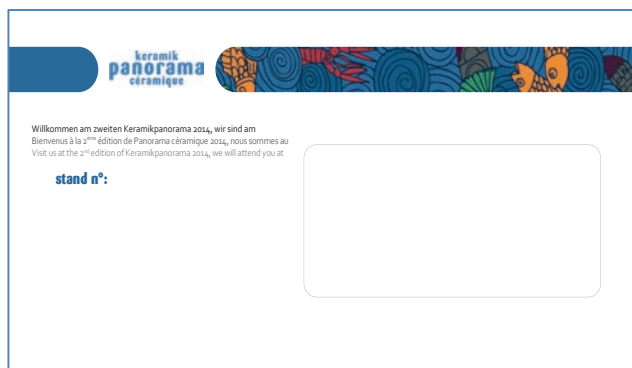 keramik
panorama
céramique
Willkommen am zweiten Keramikpanorama 2014, wir sind am
Bienvenus à la 2ème édition de Panorama céramique 2014, nous sommes au
Visit us at the 2nd edition of Keramikpanorama 2014, we will attend you at
stand n°: